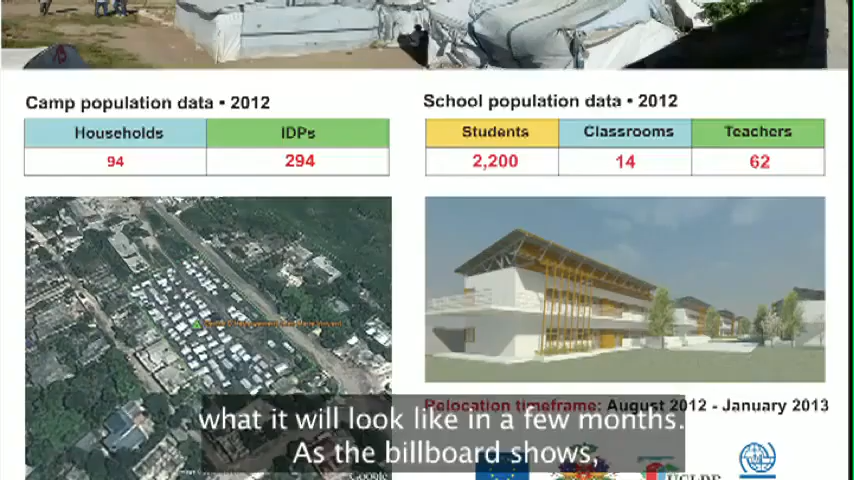 Camp population data • 2012
Households IDPs
94 294
School population data • 2012
Students Classrooms Teachers
2,200 14 62
Relocation timeframe: August 2012 - January 2013
what it will look like in a few months.
As the billboard shows,
Google